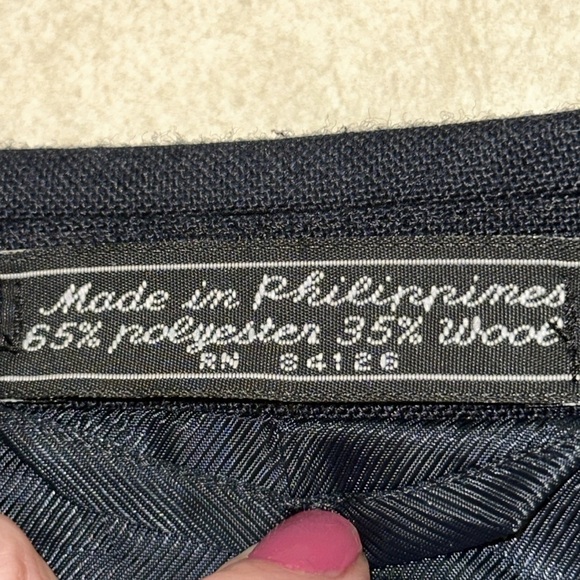 Made in Philippines
65% polyester 35% Wool
RN 84126